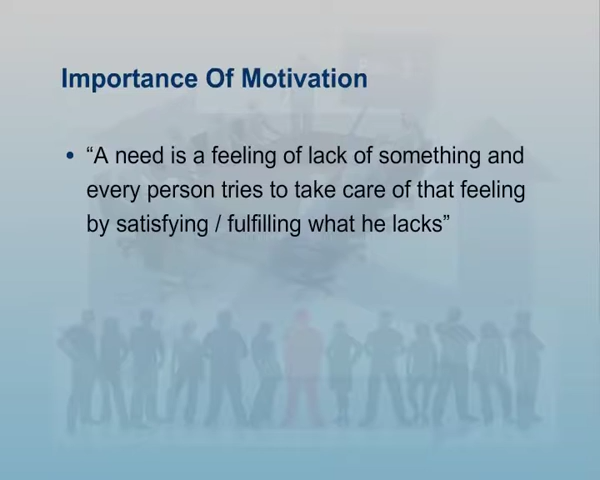 Importance Of Motivation
• “A need is a feeling of lack of something and
every person tries to take care of that feeling
by satisfying / fulfilling what he lacks”